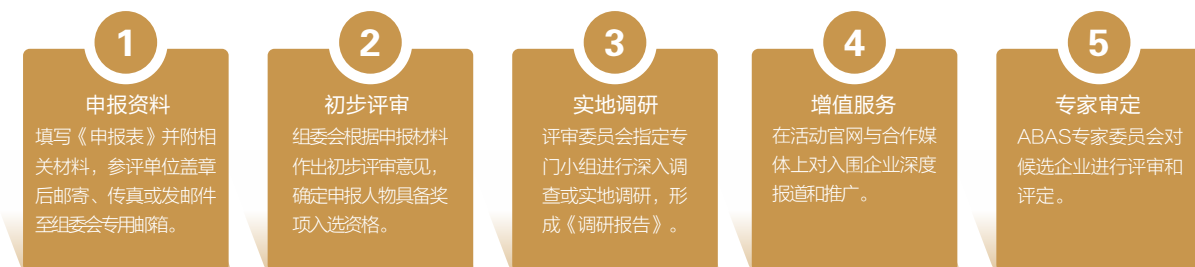 1
申报资料
填写《申报表》并附相
关材料，参评单位盖章
后邮寄、传真或发邮件
至组委会专用邮箱。
2
初步评审
组委会根据申报材料
作出初步评审意见，
确定申报人物具备奖
项入选资格。
3
实地调研
评审委员会指定专
门小组进行深入调
查或实地调研，形
成《调研报告》。
4
增值服务
在活动官网与合作媒
体上对入围企业深度
报道和推广。
5
专家审定
ABAS专家委员会对
候选企业进行评审和
评定。